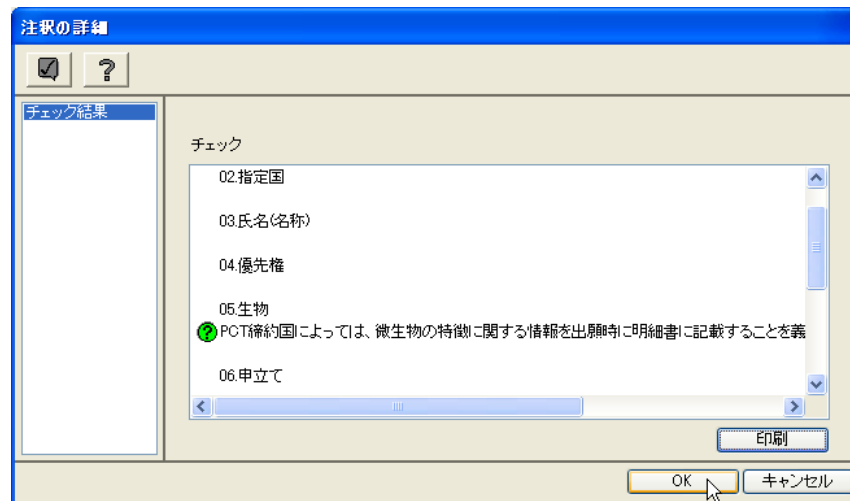 注釈の詳細
チェック結果
チェック
02.指定国
03.氏名(名称)
04.優先権
05.生物
PCT締約国によっては、微生物の特徴に関する情報を出願時に明細書に記載することを義
06.申立て
印刷
OK
キャンセル